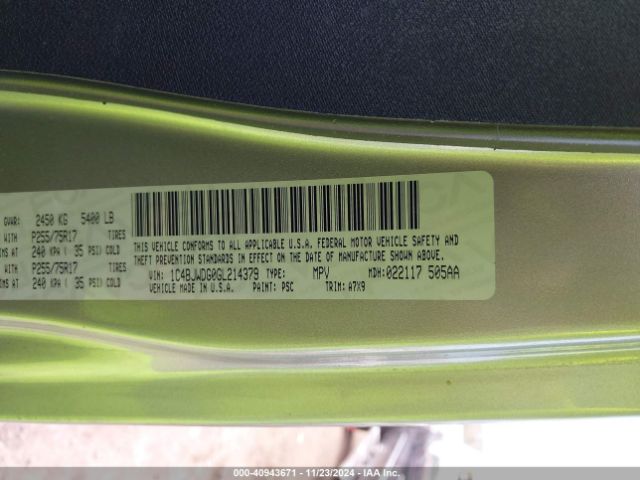 GVWR: 2450 KG 5400 LB
WITH P255/75R17 TIRES
IMS AT 240 KPA ( 35 PSI) COLD
WITH P255/75R17 TIRES
IMS AT 240 KPA ( 35 PSI) COLD
THIS VEHICLE CONFORMS TO ALL APPLICABLE U.S.A. FEDERAL MOTOR VEHICLE SAFETY AND
THEFT PREVENTION STANDARDS IN EFFECT ON THE DATE OF MANUFACTURE SHOWN ABOVE.
VIN: 1C4BJWDG0GL214379 TYPE: MPV MDH: 022117 505AA
VEHICLE MADE IN U.S.A. PAINT: PSC TRIM: A7X9
000-40943671 - 11/23/2024 - IAA Inc.